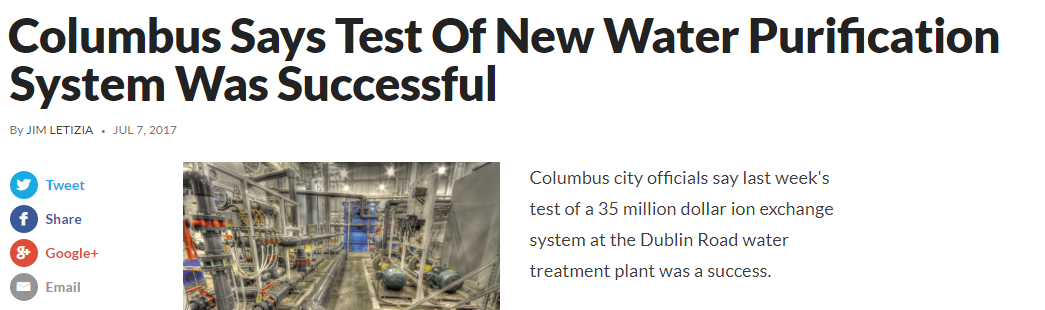 Columbus Says Test Of New Water Purification
System Was Successful
By JIM LETIZIA • JUL 7, 2017
Tweet
Share
Google+
Email
Columbus city officials say last week's
test of a 35 million dollar ion exchange
system at the Dublin Road water
treatment plant was a success.